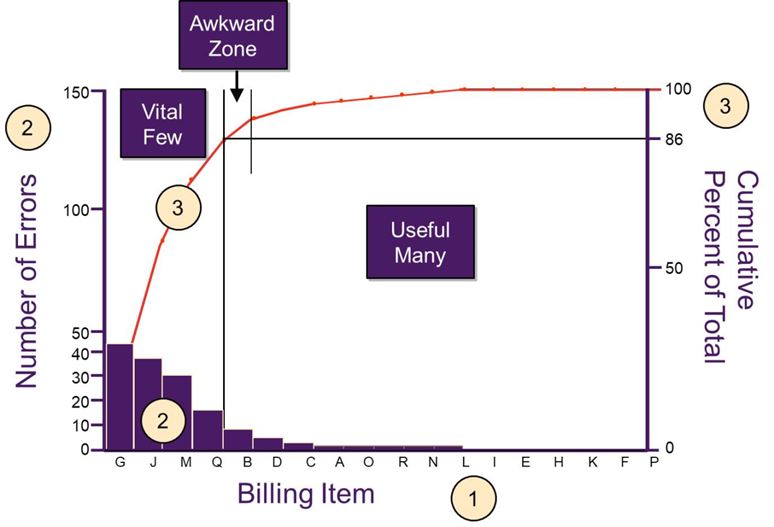 Awkward
Zone
Vital
Few
150
100
50
40
30
20
10
0
Number of Errors
2
3
2
Useful
Many
100
86
50
0
3
Cumulative
Percent of Total
G J M Q B D C A O R N L I E H K F P
Billing Item
1